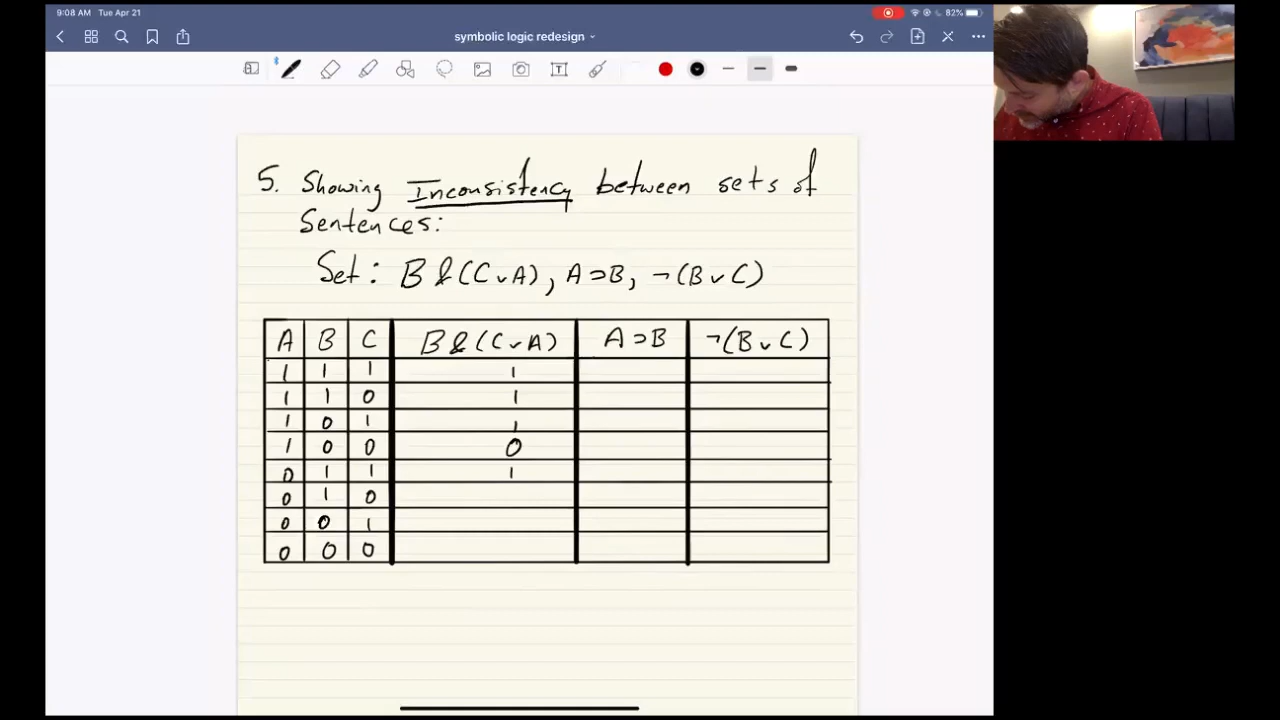 9:08 AM Tue Apr 21
82%
symbolic logic redesign
5. Showing Inconsistency between sets of
Sentences:
Set: B & (C ∨ A), A ⊃ B, ¬(B ∨ C)
A B C B & (C ∨ A) A ⊃ B ¬(B ∨ C)
1 1 1 1
1 1 0 1
1 0 1 1
1 0 0 0
0 1 1 1
0 1 0
0 0 1
0 0 0